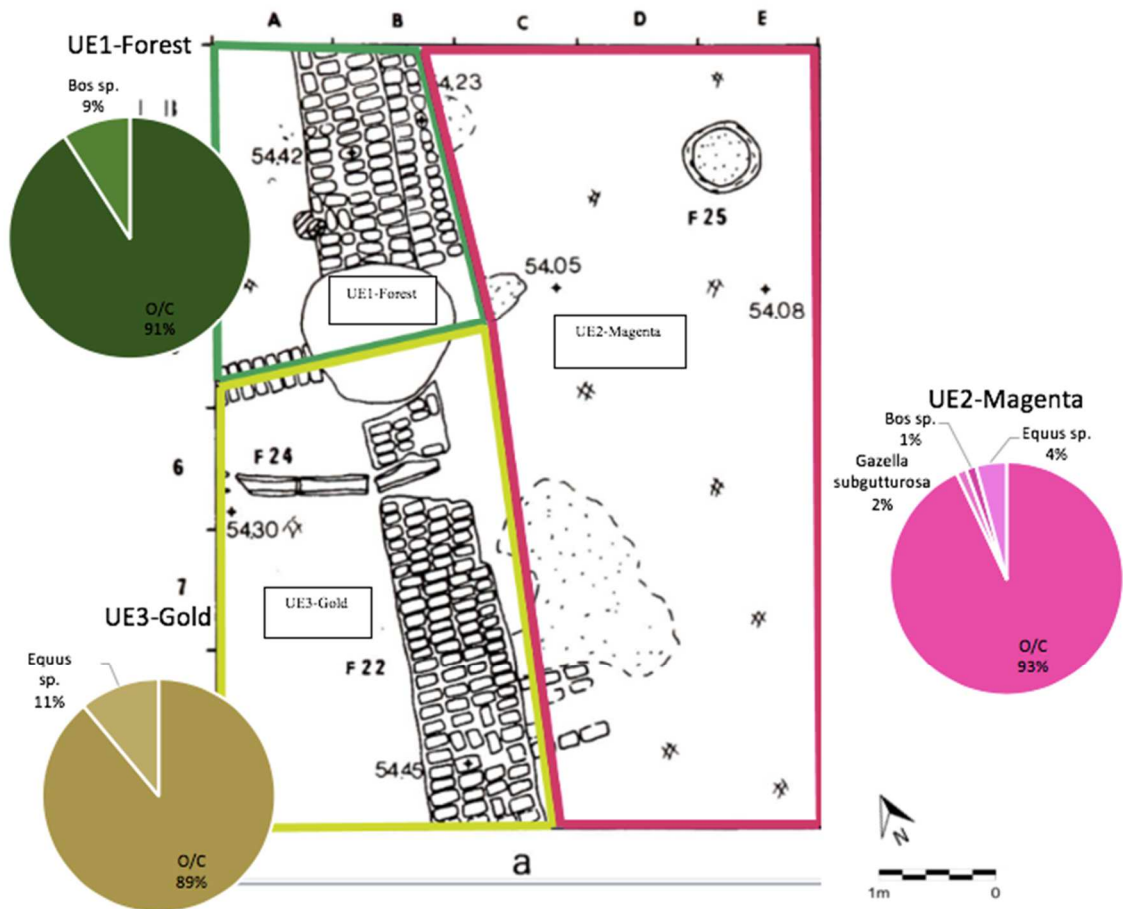 A B C D E
UE1-Forest
Bos sp.
9%
O/C
91%
54.42
54.23
F 25
54.05
54.08
UE1-Forest
UE2-Magenta
6
F 24
54.30
7
UE3-Gold
F 22
54.45
UE2-Magenta
Bos sp.
1%
Equus sp.
4%
Gazella
subgutturosa
2%
O/C
93%
UE3-Gold
Equus
sp.
11%
O/C
89%
a
N
1m 0